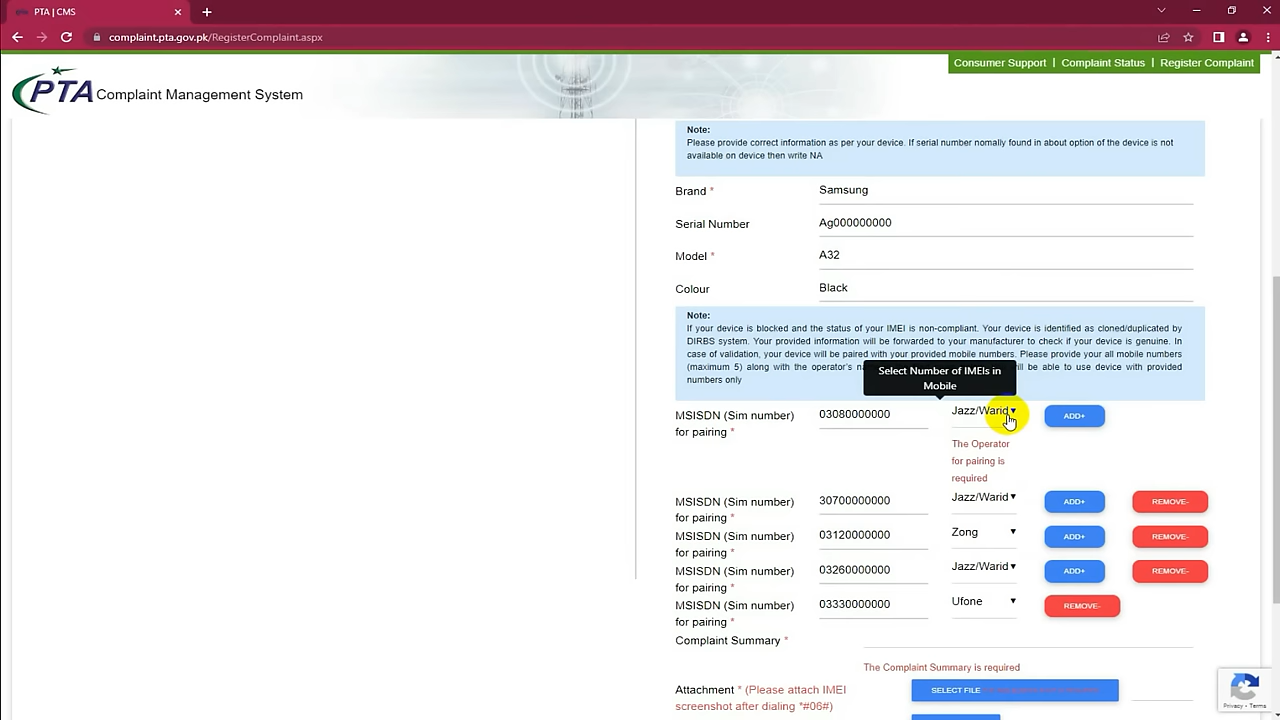 PTA | CMS
complaint.pta.gov.pk/RegisterComplaint.aspx
Consumer Support | Complaint Status | Register Complaint
PTA Complaint Management System
Note:
Please provide correct information as per your device. If serial number nomally found in about option of the device is not
available on device then write NA
Brand * Samsung
Serial Number Ag000000000
Model * A32
Colour Black
Note:
If your device is blocked and the status of your IMEI is non-compliant. Your device is identified as cloned/duplicated by
DIRBS system. Your provided information will be forwarded to your manufacturer to check if your device is genuine. In
case of validation, your device will be paired with your provided mobile numbers. Please provide your all mobile numbers
(maximum 5) along with the operator's will be able to use device with provided
numbers only
Select Number of IMEIs in
Mobile
MSISDN (Sim number) 03080000000 Jazz/Warid ADD+
for pairing *
The Operator
for pairing is
required
MSISDN (Sim number) 30700000000 Jazz/Warid ADD+ REMOVE-
for pairing *
MSISDN (Sim number) 03120000000 Zong ADD+ REMOVE-
for pairing *
MSISDN (Sim number) 03260000000 Jazz/Warid ADD+ REMOVE-
for pairing *
MSISDN (Sim number) 03330000000 Ufone REMOVE-
for pairing *
Complaint Summary *
The Complaint Summary is required
Attachment * (Please attach IMEI SELECT FILE
screenshot after dialing *#06#)
Privacy - Terms